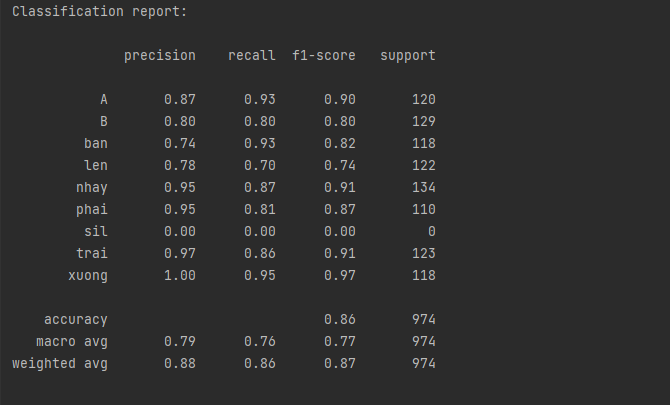 Classification report:
precision recall f1-score support
A 0.87 0.93 0.90 120
B 0.80 0.80 0.80 129
ban 0.74 0.93 0.82 118
len 0.78 0.70 0.74 122
nhay 0.95 0.87 0.91 134
phai 0.95 0.81 0.87 110
sil 0.00 0.00 0.00 0
trai 0.97 0.86 0.91 123
xuong 1.00 0.95 0.97 118
accuracy 0.86 974
macro avg 0.79 0.76 0.77 974
weighted avg 0.88 0.86 0.87 974